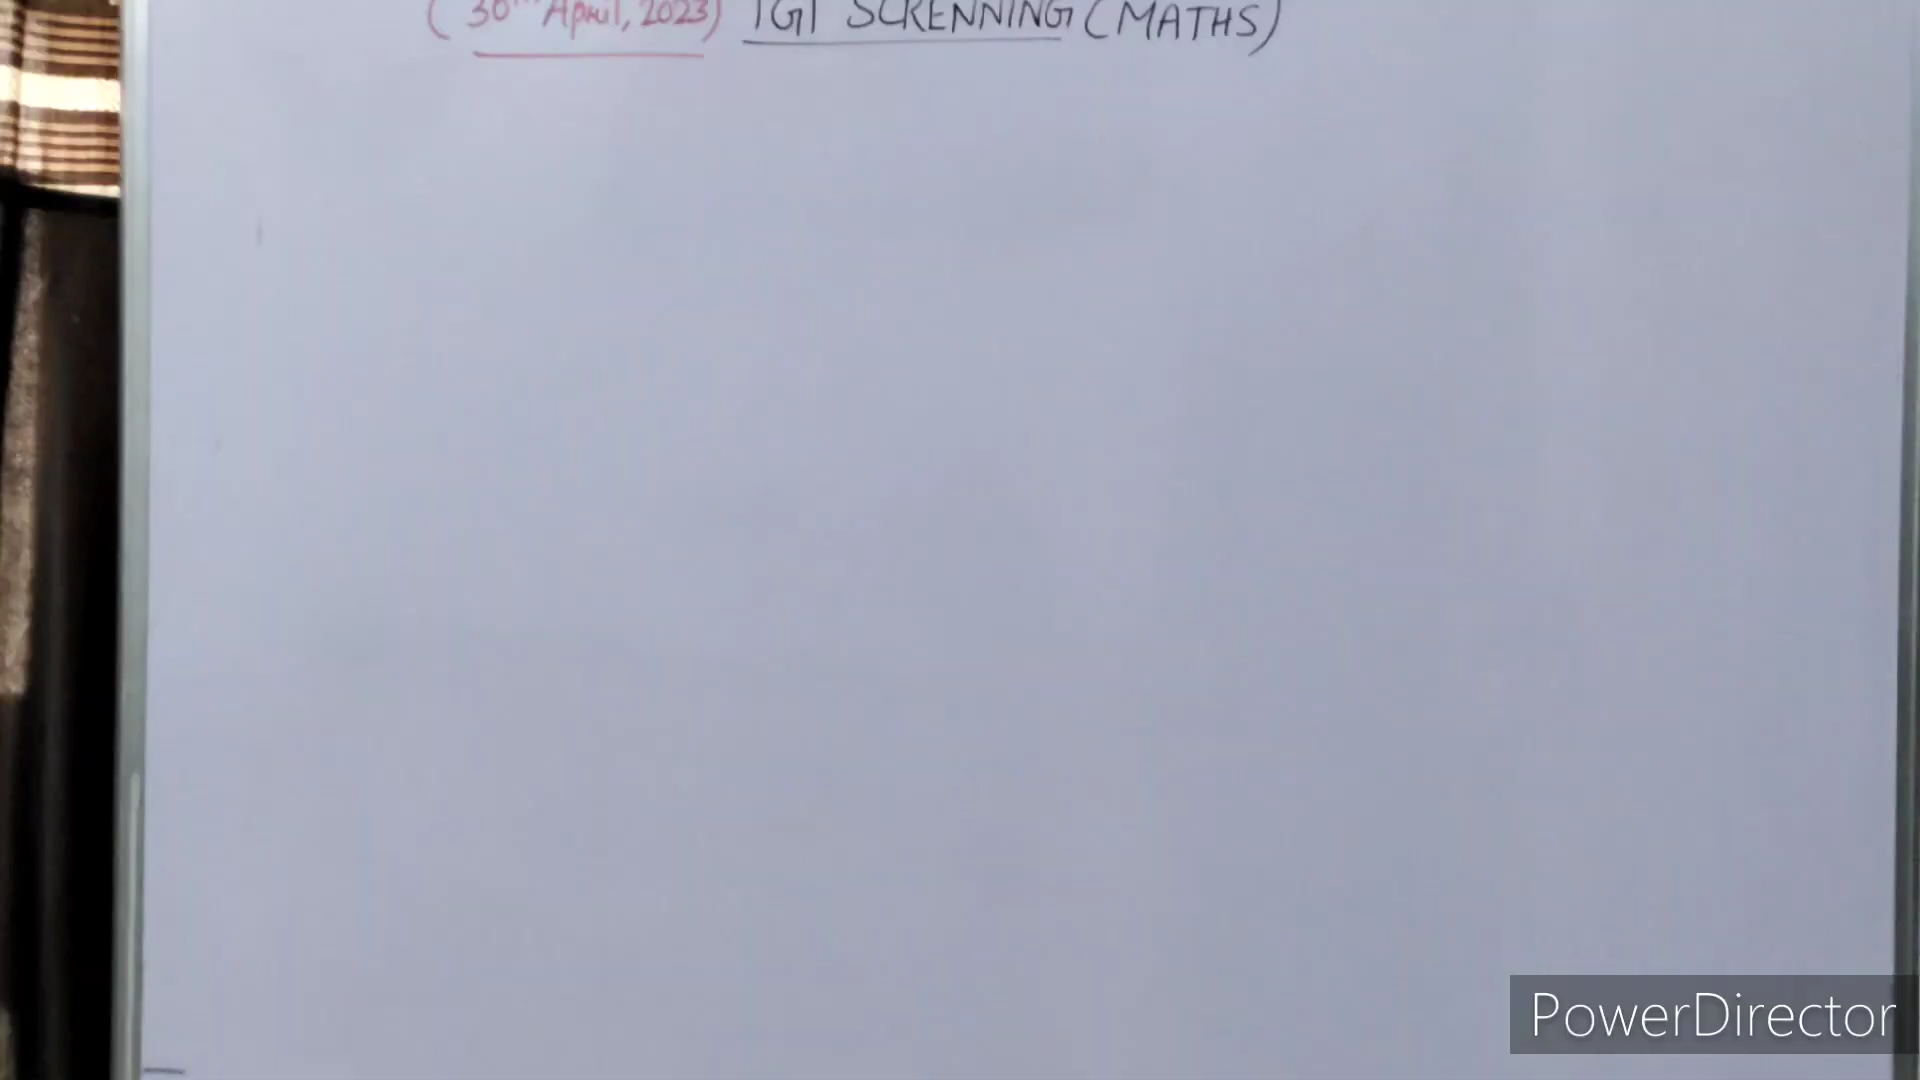 (30th April, 2023) TGT SCRENNING (MATHS)
PowerDirector